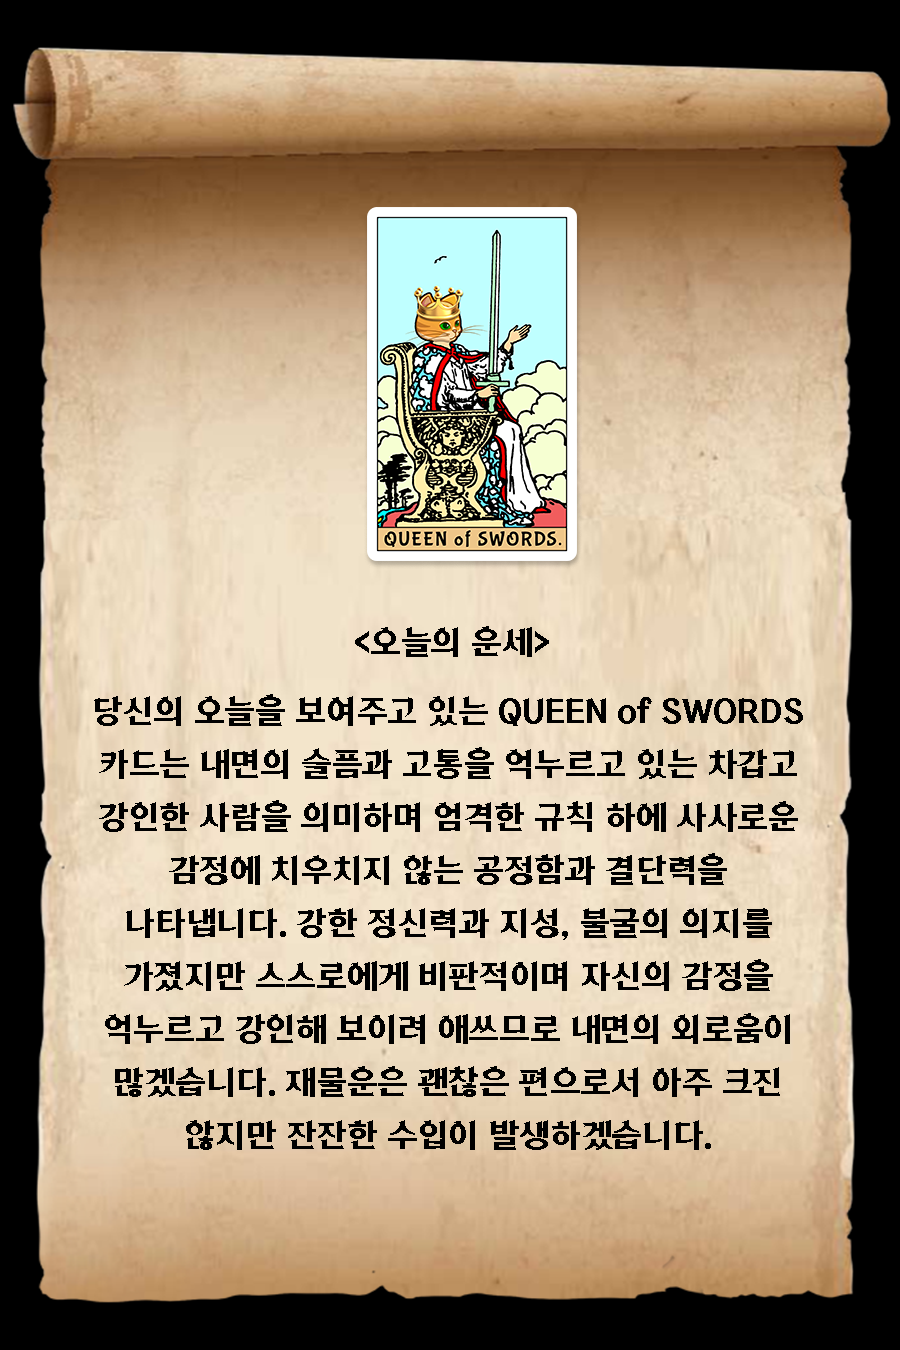 QUEEN of SWORDS.
<오늘의 운세>
당신의 오늘을 보여주고 있는 QUEEN of SWORDS
카드는 내면의 슬픔과 고통을 억누르고 있는 차갑고
강인한 사람을 의미하며 엄격한 규칙 하에 사사로운
감정에 치우치지 않는 공정함과 결단력을
나타냅니다. 강한 정신력과 지성, 불굴의 의지를
가졌지만 스스로에게 비판적이며 자신의 감정을
억누르고 강인해 보이려 애쓰므로 내면의 외로움이
많겠습니다. 재물운은 괜찮은 편으로서 아주 크진
않지만 잔잔한 수입이 발생하겠습니다.